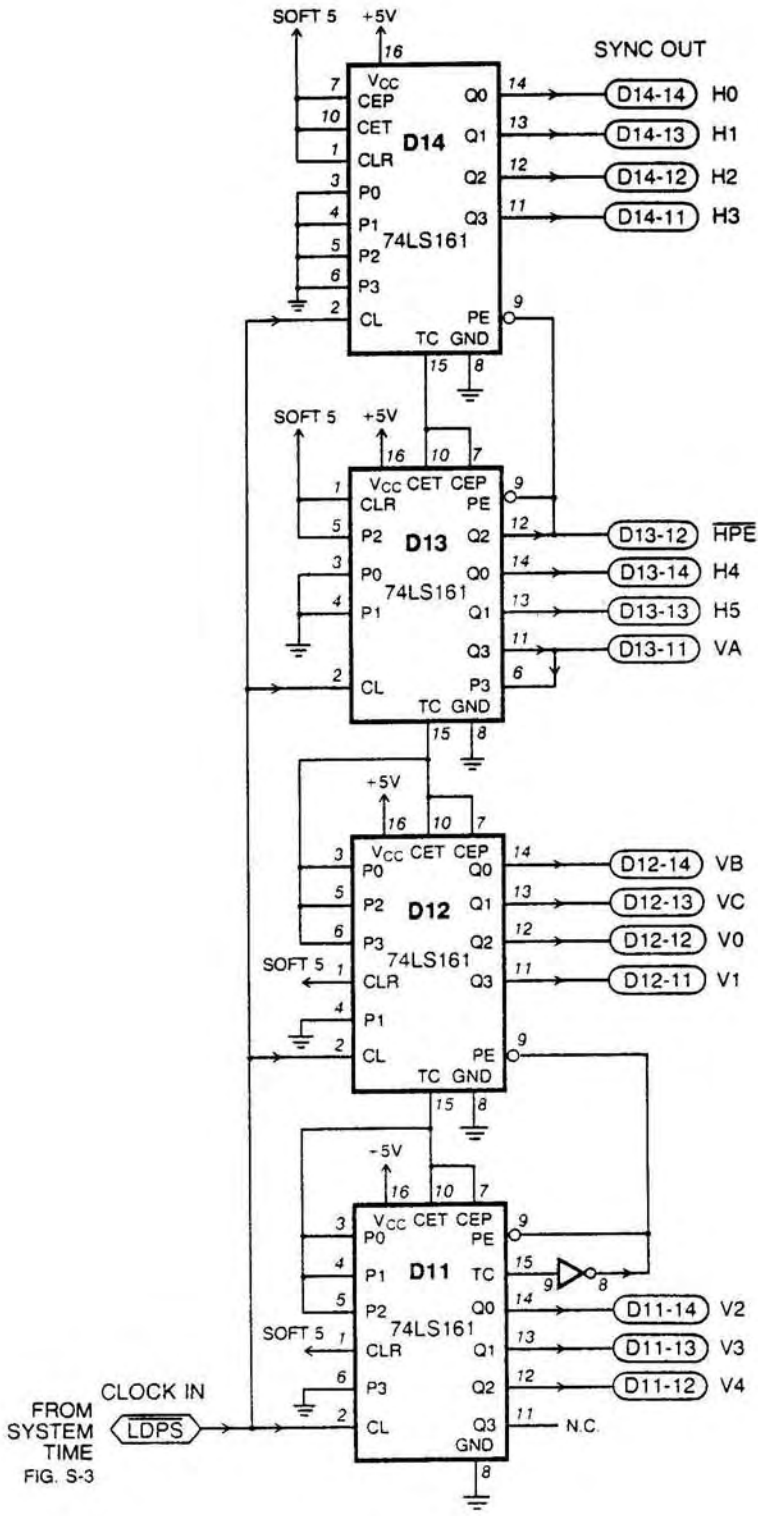 SOFT 5 +5V
16
SYNC OUT
VCC
7 CEP Q0 14 D14-14 H0
10 CET D14 Q1 13 D14-13 H1
1 CLR Q2 12 D14-12 H2
3 P0 Q3 11 D14-11 H3
4 P1
74LS161
5 P2
6 P3
9
2 CL PE
TC GND
15 8
SOFT 5 +5V
16 10 7
VCC CET CEP 9
1 CLR PE
5 P2 D13 Q2 12 D13-12 HPE
3 P0 Q0 14 D13-14 H4
74LS161
4 P1 Q1 13 D13-13 H5
Q3 11 D13-11 VA
2 CL P3 6
TC GND
15 8
+5V
16 10 7
VCC CET CEP
3 P0 Q0 14 D12-14 VB
5 P2 D12 Q1 13 D12-13 VC
6 P3 Q2 12 D12-12 V0
74LS161
SOFT 5 1 CLR Q3 11 D12-11 V1
4 P1
2 CL PE 9
TC GND
15 8
-5V
16 10 7
VCC CET CEP
3 P0 PE 9
4 P1 D11 TC 15 9 8
5 P2 Q0 14 D11-14 V2
74LS161
SOFT 5 1 CLR Q1 13 D11-13 V3
6 P3 Q2 12 D11-12 V4
2 CL Q3 11 N.C.
GND
8
CLOCK IN
FROM
SYSTEM LDPS
TIME
FIG. S-3